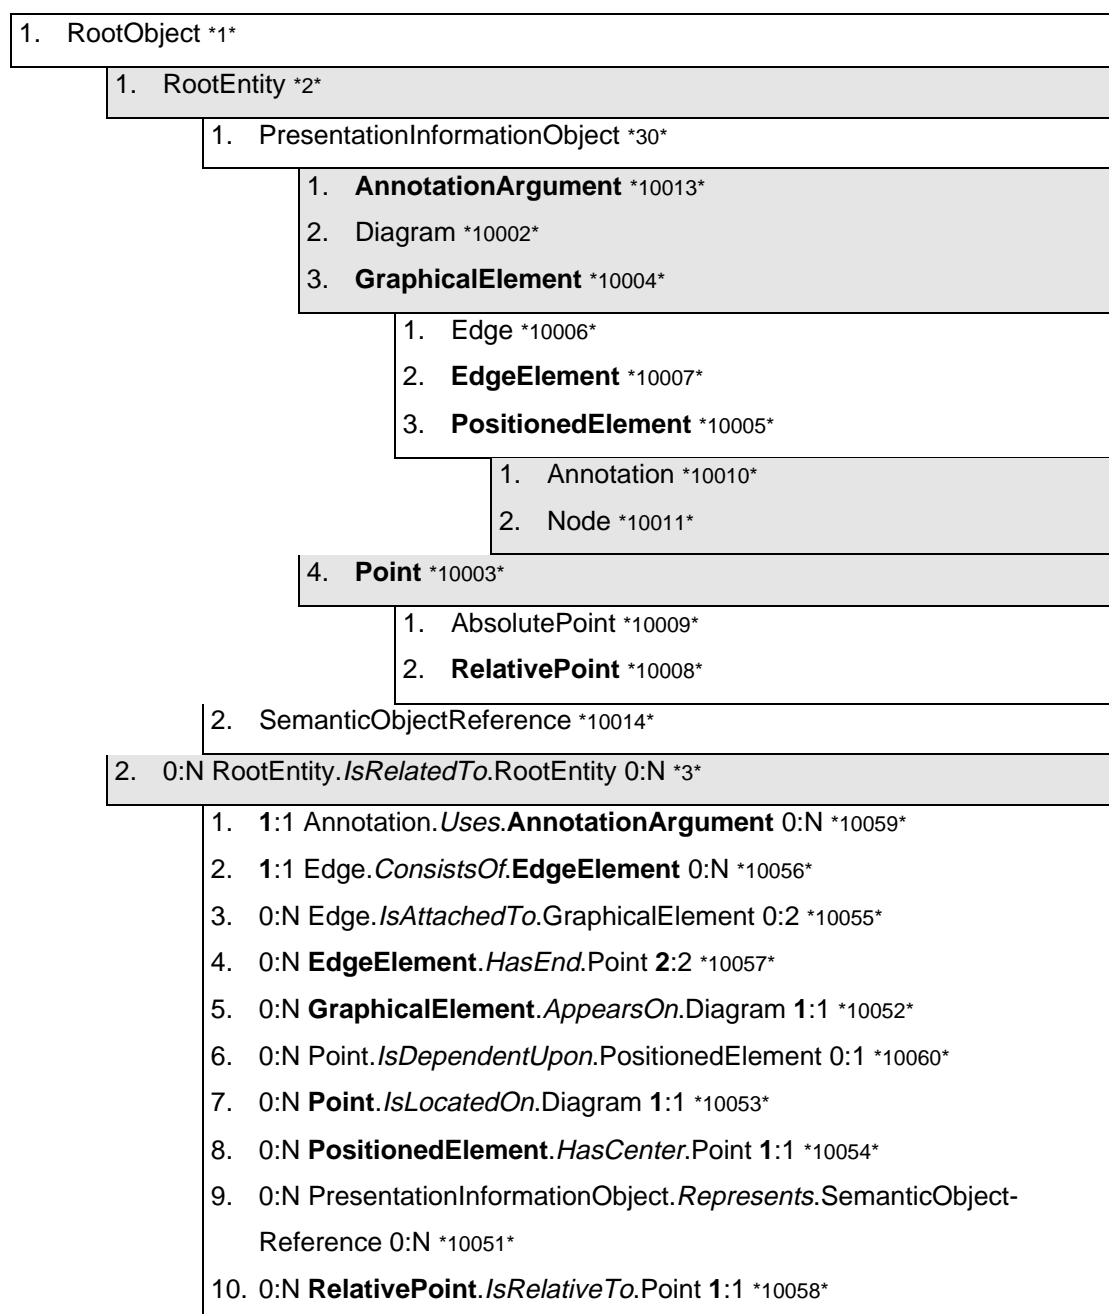 1. RootObject *1*
1. RootEntity *2*
1. PresentationInformationObject *30*
1. AnnotationArgument *10013*
2. Diagram *10002*
3. GraphicalElement *10004*
1. Edge *10006*
2. EdgeElement *10007*
3. PositionedElement *10005*
1. Annotation *10010*
2. Node *10011*
4. Point *10003*
1. AbsolutePoint *10009*
2. RelativePoint *10008*
2. SemanticObjectReference *10014*
2. 0:N RootEntity.IsRelatedTo.RootEntity 0:N *3*
1. 1:1 Annotation.Uses.AnnotationArgument 0:N *10059*
2. 1:1 Edge.ConsistsOf.EdgeElement 0:N *10056*
3. 0:N Edge.IsAttachedTo.GraphicalElement 0:2 *10055*
4. 0:N EdgeElement.HasEnd.Point 2:2 *10057*
5. 0:N GraphicalElement.AppearsOn.Diagram 1:1 *10052*
6. 0:N Point.IsDependentUpon.PositionedElement 0:1 *10060*
7. 0:N Point.IsLocatedOn.Diagram 1:1 *10053*
8. 0:N PositionedElement.HasCenter.Point 1:1 *10054*
9. 0:N PresentationInformationObject.Represents.SemanticObject-
Reference 0:N *10051*
10. 0:N RelativePoint.IsRelativeTo.Point 1:1 *10058*